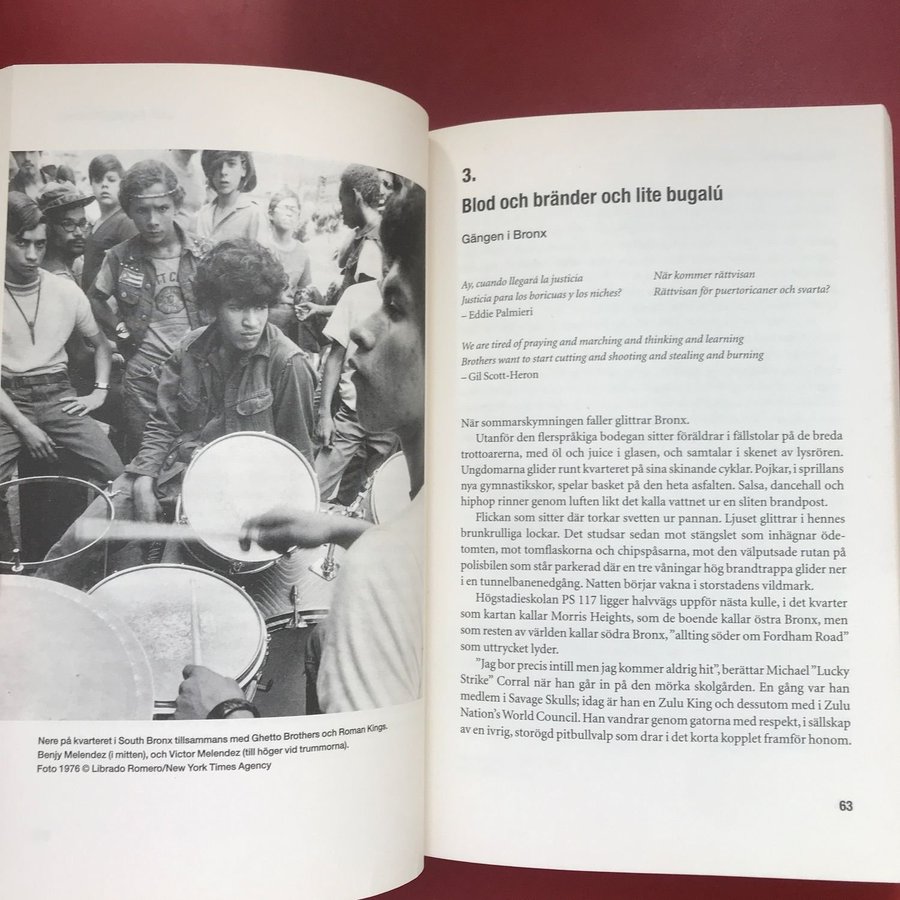 Nere på kvarteret i South Bronx tillsammans med Ghetto Brothers och Roman Kings.
Benjy Melendez (i mitten), och Victor Melendez (till höger vid trummorna).
Foto 1976 © Librado Romero/New York Times Agency
3.
Blod och bränder och lite bugalú
Gängen i Bronx
Ay, cuando llegará la justicia
Justicia para los boricuas y los niches?
– Eddie Palmieri
När kommer rättvisan
Rättvisan för puertoricaner och svarta?
We are tired of praying and marching and thinking and learning
Brothers want to start cutting and shooting and stealing and burning
– Gil Scott-Heron
När sommarskymningen faller glittrar Bronx.
Utanför den flerspråkiga bodegan sitter föräldrar i fällstolar på de breda
trottoarerna, med öl och juice i glasen, och samtalar i skenet av lysrören.
Ungdomarna glider runt kvarteret på sina skinande cyklar. Pojkar, i sprillans
nya gymnastikskor, spelar basket på den heta asfalten. Salsa, dancehall och
hiphop rinner genom luften likt det kalla vattnet ur en sliten brandpost.
Flickan som sitter där torkar svetten ur pannan. Ljuset glittrar i hennes
brunkrulliga lockar. Det studsar sedan mot stängslet som inhägnar öde-
tomten, mot tomflaskorna och chipspåsarna, mot den välputsade rutan på
polisbilen som står parkerad där en tre våningar hög brandtrappa glider ner
i en tunnelbanenedgång. Natten börjar vakna i storstadens vildmark.
Högstadieskolan PS 117 ligger halvvägs uppför nästa kulle, i det kvarter
som kartan kallar Morris Heights, som de boende kallar östra Bronx, men
som resten av världen kallar södra Bronx, ”allting söder om Fordham Road”
som uttrycket lyder.
”Jag bor precis intill men jag kommer aldrig hit”, berättar Michael ”Lucky
Strike” Corral när han går in på den mörka skolgården. En gång var han
medlem i Savage Skulls; idag är han en Zulu King och dessutom med i Zulu
Nation’s World Council. Han vandrar genom gatorna med respekt, i sällskap
av en ivrig, storögd pitbullvalp som drar i det korta kopplet framför honom.
63